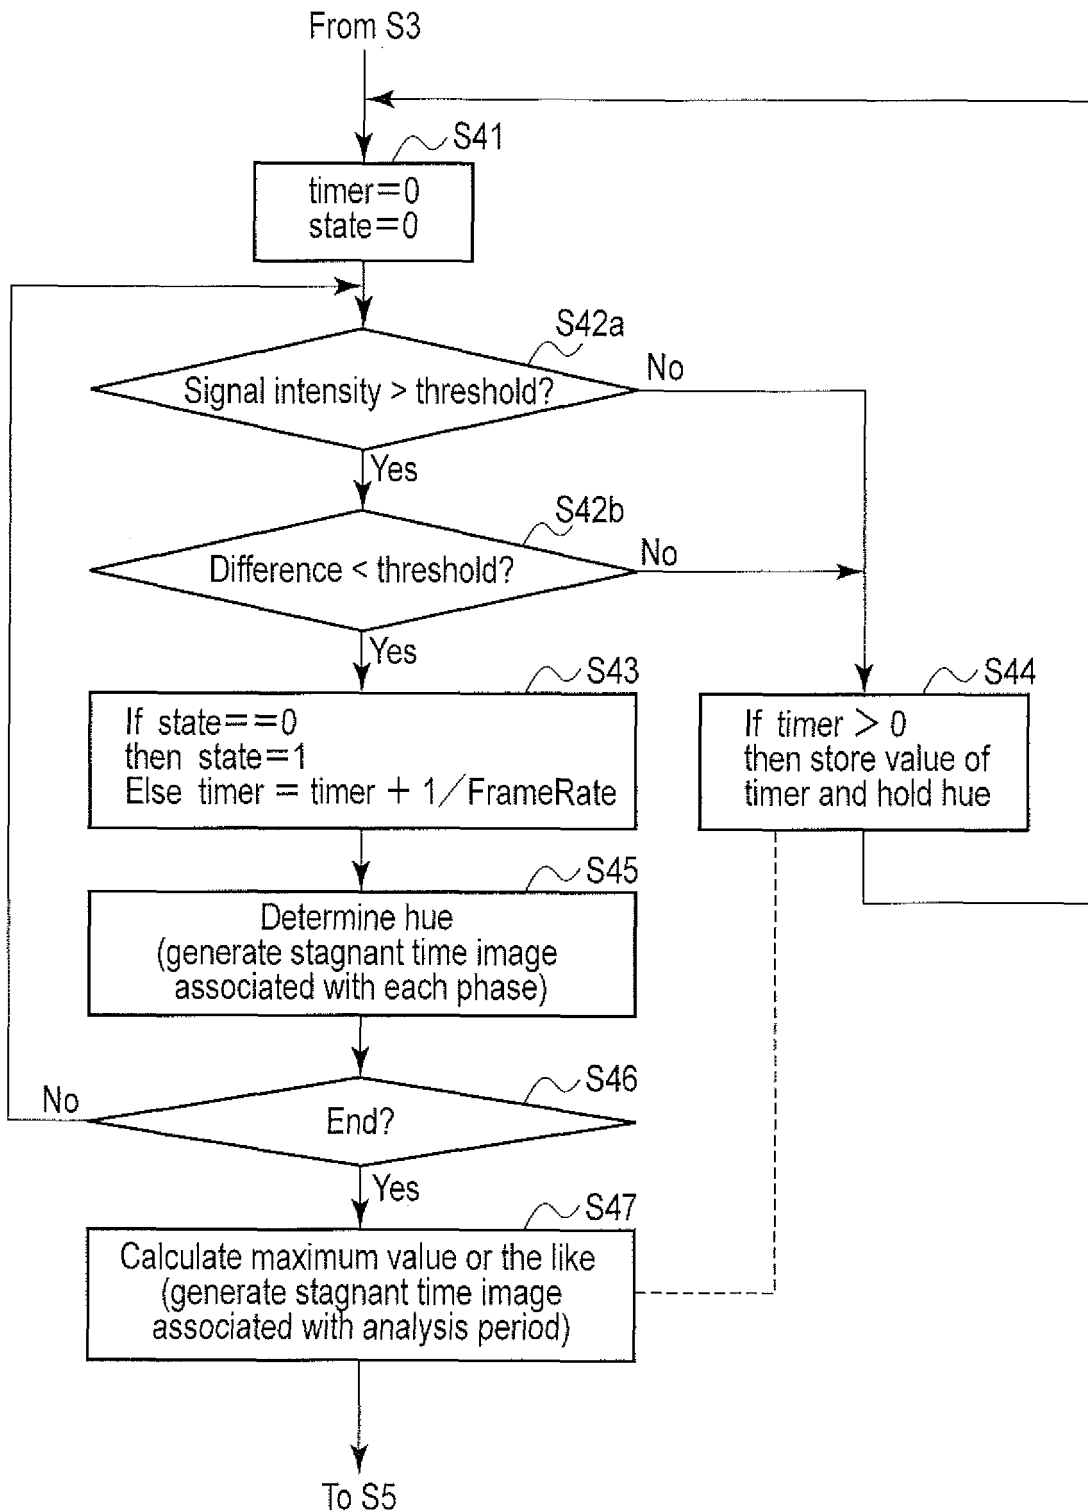 From S3
S41
timer=0
state=0
S42a
Signal intensity > threshold?
No
Yes
S42b
Difference < threshold?
No
Yes
S43
If state==0
then state=1
Else timer = timer + 1/FrameRate
S44
If timer > 0
then store value of
timer and hold hue
S45
Determine hue
(generate stagnant time image
associated with each phase)
S46
End?
No
Yes
S47
Calculate maximum value or the like
(generate stagnant time image
associated with analysis period)
To S5